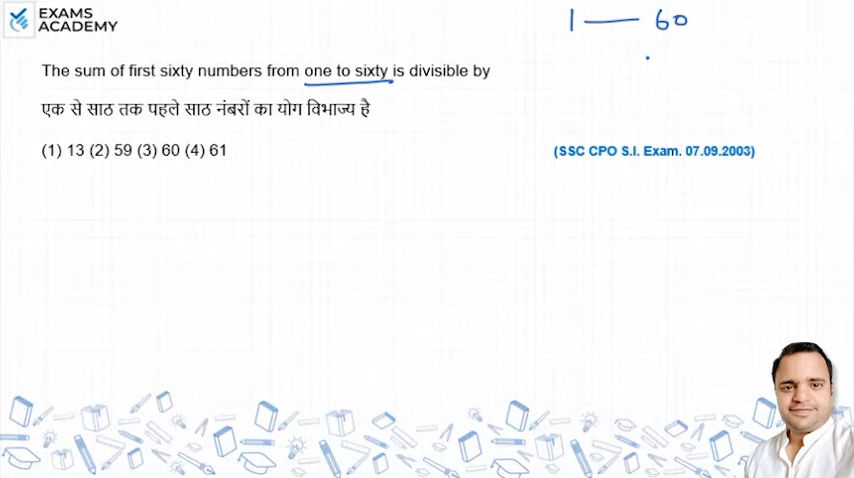 EXAMS
ACADEMY
1 — 60
The sum of first sixty numbers from one to sixty is divisible by
एक से साठ तक पहले साठ नंबरों का योग विभाज्य है
(1) 13 (2) 59 (3) 60 (4) 61
(SSC CPO S.I. Exam. 07.09.2003)